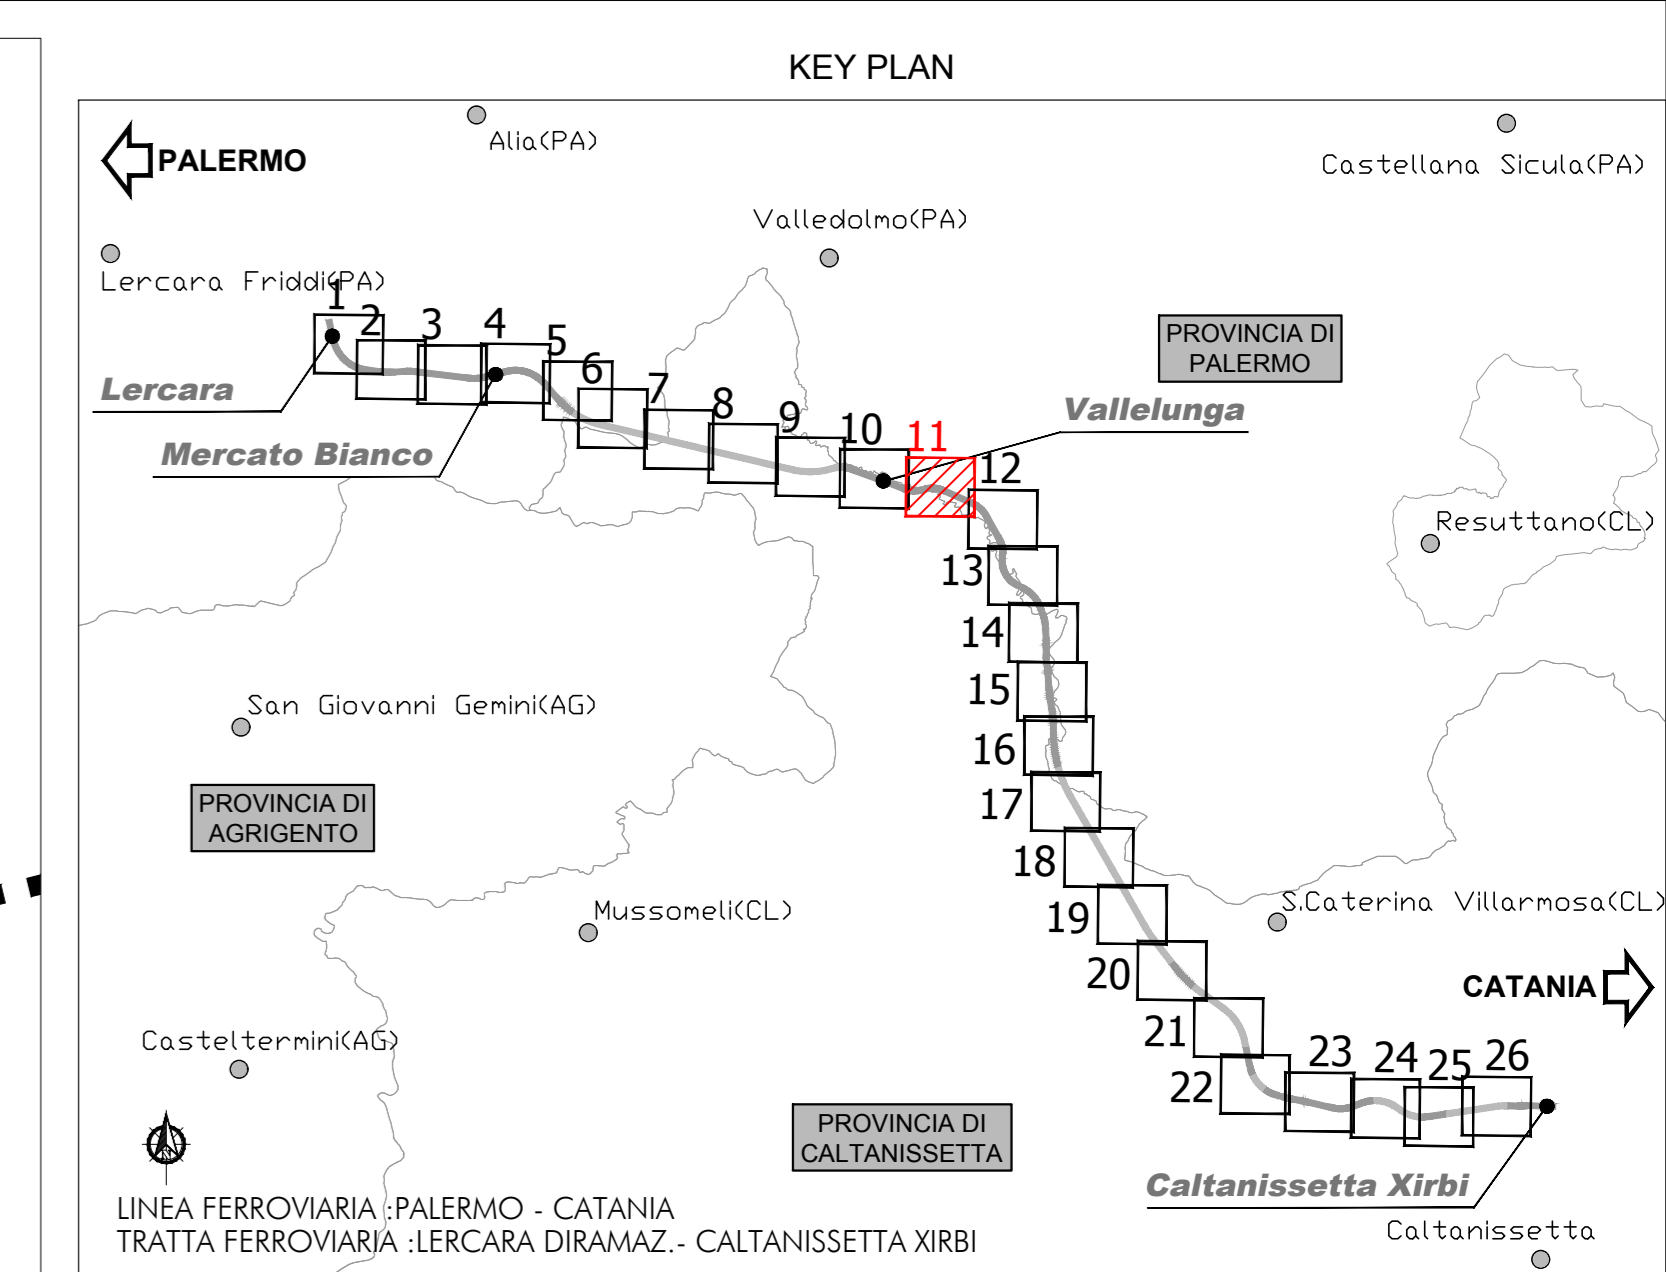 KEY PLAN
Alia(PA)
PALERMO
Castellana Sicula(PA)
Valledolmo(PA)
Lercara Friddi(PA)
1
2
3
4
5
6
7
8
9
10
11
12
PROVINCIA DI
PALERMO
Lercara
Vallelunga
Mercato Bianco
Resuttano(CL)
13
14
15
16
17
18
19
20
21
22
23
24
25
26
San Giovanni Gemini(AG)
PROVINCIA DI
AGRIGENTO
Mussomeli(CL)
S.Caterina Villarmosa(CL)
CATANIA
Casteltermini(AG)
PROVINCIA DI
CALTANISSETTA
Caltanissetta Xirbi
Caltanissetta
LINEA FERROVIARIA :PALERMO - CATANIA
TRATTA FERROVIARIA :LERCARA DIRAMAZ.- CALTANISSETTA XIRBI